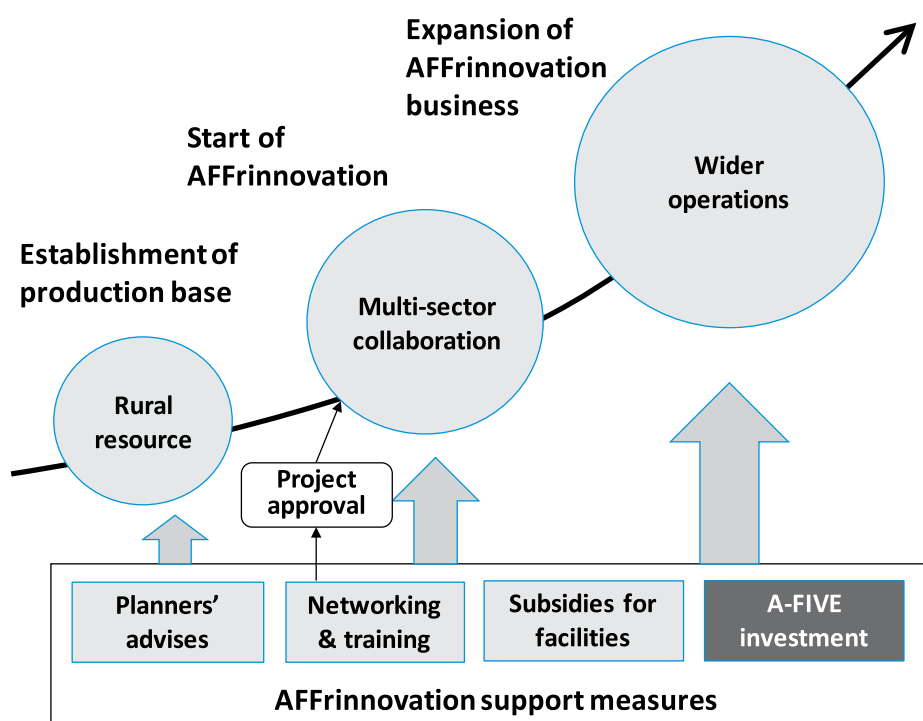 Expansion of
AFFrinnovation
business
Start of
AFFrinnovation
Wider
operations
Establishment of
production base
Multi-sector
collaboration
Rural
resource
Project
approval
Planners’
advises
Networking
& training
Subsidies for
facilities
A-FIVE
investment
AFFrinnovation support measures